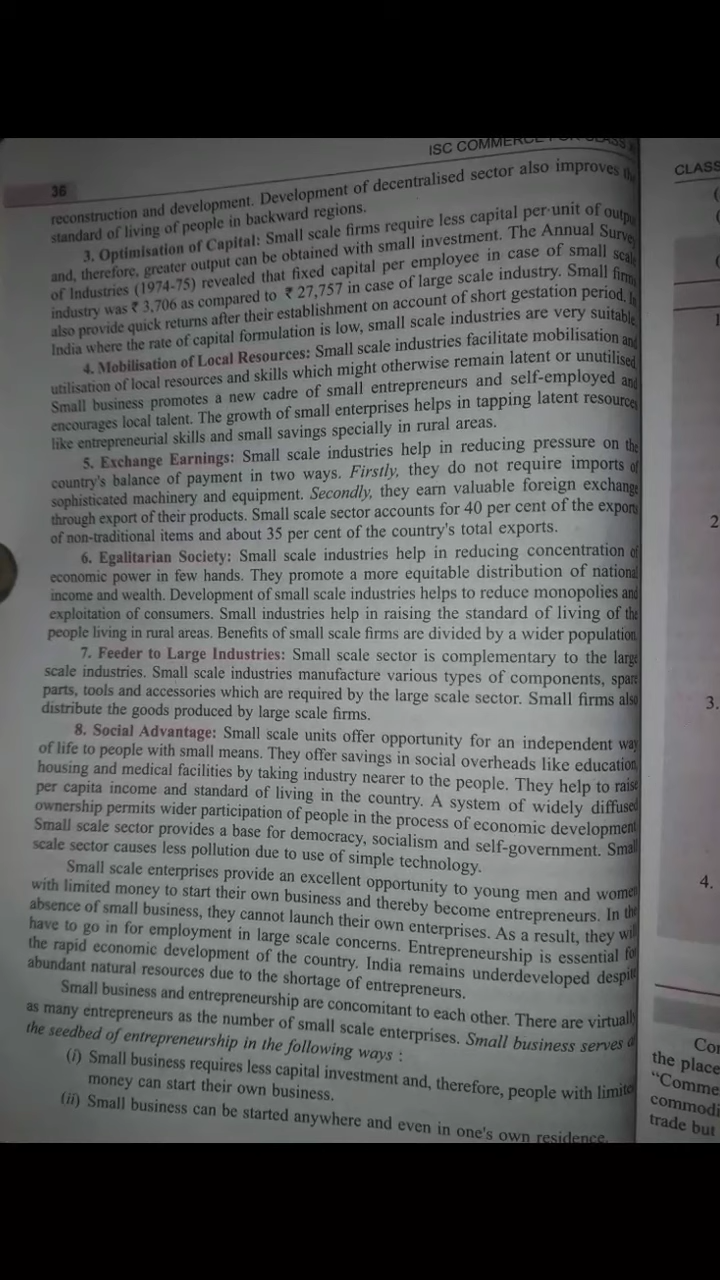 ISC COMMERCE FOR CLASS
36
reconstruction and development. Development of decentralised sector also improves the
standard of living of people in backward regions.
3. Optimisation of Capital: Small scale firms require less capital per unit of outpu
and, therefore, greater output can be obtained with small investment. The Annual Survey
of Industries (1974-75) revealed that fixed capital per employee in case of small scale
industry was ₹ 3,706 as compared to ₹ 27,757 in case of large scale industry. Small firms
also provide quick returns after their establishment on account of short gestation period. In
India where the rate of capital formulation is low, small scale industries are very suitable.
4. Mobilisation of Local Resources: Small scale industries facilitate mobilisation and
utilisation of local resources and skills which might otherwise remain latent or unutilised.
Small business promotes a new cadre of small entrepreneurs and self-employed and
encourages local talent. The growth of small enterprises helps in tapping latent resources
like entrepreneurial skills and small savings specially in rural areas.
5. Exchange Earnings: Small scale industries help in reducing pressure on the
country's balance of payment in two ways. Firstly, they do not require imports of
sophisticated machinery and equipment. Secondly, they earn valuable foreign exchange
through export of their products. Small scale sector accounts for 40 per cent of the exports
of non-traditional items and about 35 per cent of the country's total exports.
6. Egalitarian Society: Small scale industries help in reducing concentration of
economic power in few hands. They promote a more equitable distribution of national
income and wealth. Development of small scale industries helps to reduce monopolies and
exploitation of consumers. Small industries help in raising the standard of living of the
people living in rural areas. Benefits of small scale firms are divided by a wider population.
7. Feeder to Large Industries: Small scale sector is complementary to the large
scale industries. Small scale industries manufacture various types of components, spare
parts, tools and accessories which are required by the large scale sector. Small firms also
distribute the goods produced by large scale firms.
8. Social Advantage: Small scale units offer opportunity for an independent way
of life to people with small means. They offer savings in social overheads like education,
housing and medical facilities by taking industry nearer to the people. They help to raise
per capita income and standard of living in the country. A system of widely diffused
ownership permits wider participation of people in the process of economic development.
Small scale sector provides a base for democracy, socialism and self-government. Small
scale sector causes less pollution due to use of simple technology.
Small scale enterprises provide an excellent opportunity to young men and women
with limited money to start their own business and thereby become entrepreneurs. In the
absence of small business, they cannot launch their own enterprises. As a result, they will
have to go in for employment in large scale concerns. Entrepreneurship is essential for
the rapid economic development of the country. India remains underdeveloped despite
abundant natural resources due to the shortage of entrepreneurs.
Small business and entrepreneurship are concomitant to each other. There are virtually
as many entrepreneurs as the number of small scale enterprises. Small business serves a
the seedbed of entrepreneurship in the following ways :
(i) Small business requires less capital investment and, therefore, people with limite
money can start their own business.
(ii) Small business can be started anywhere and even in one's own residence.
CLASS
2
3.
4.
Cor
the place
"Comme
commodi
trade but